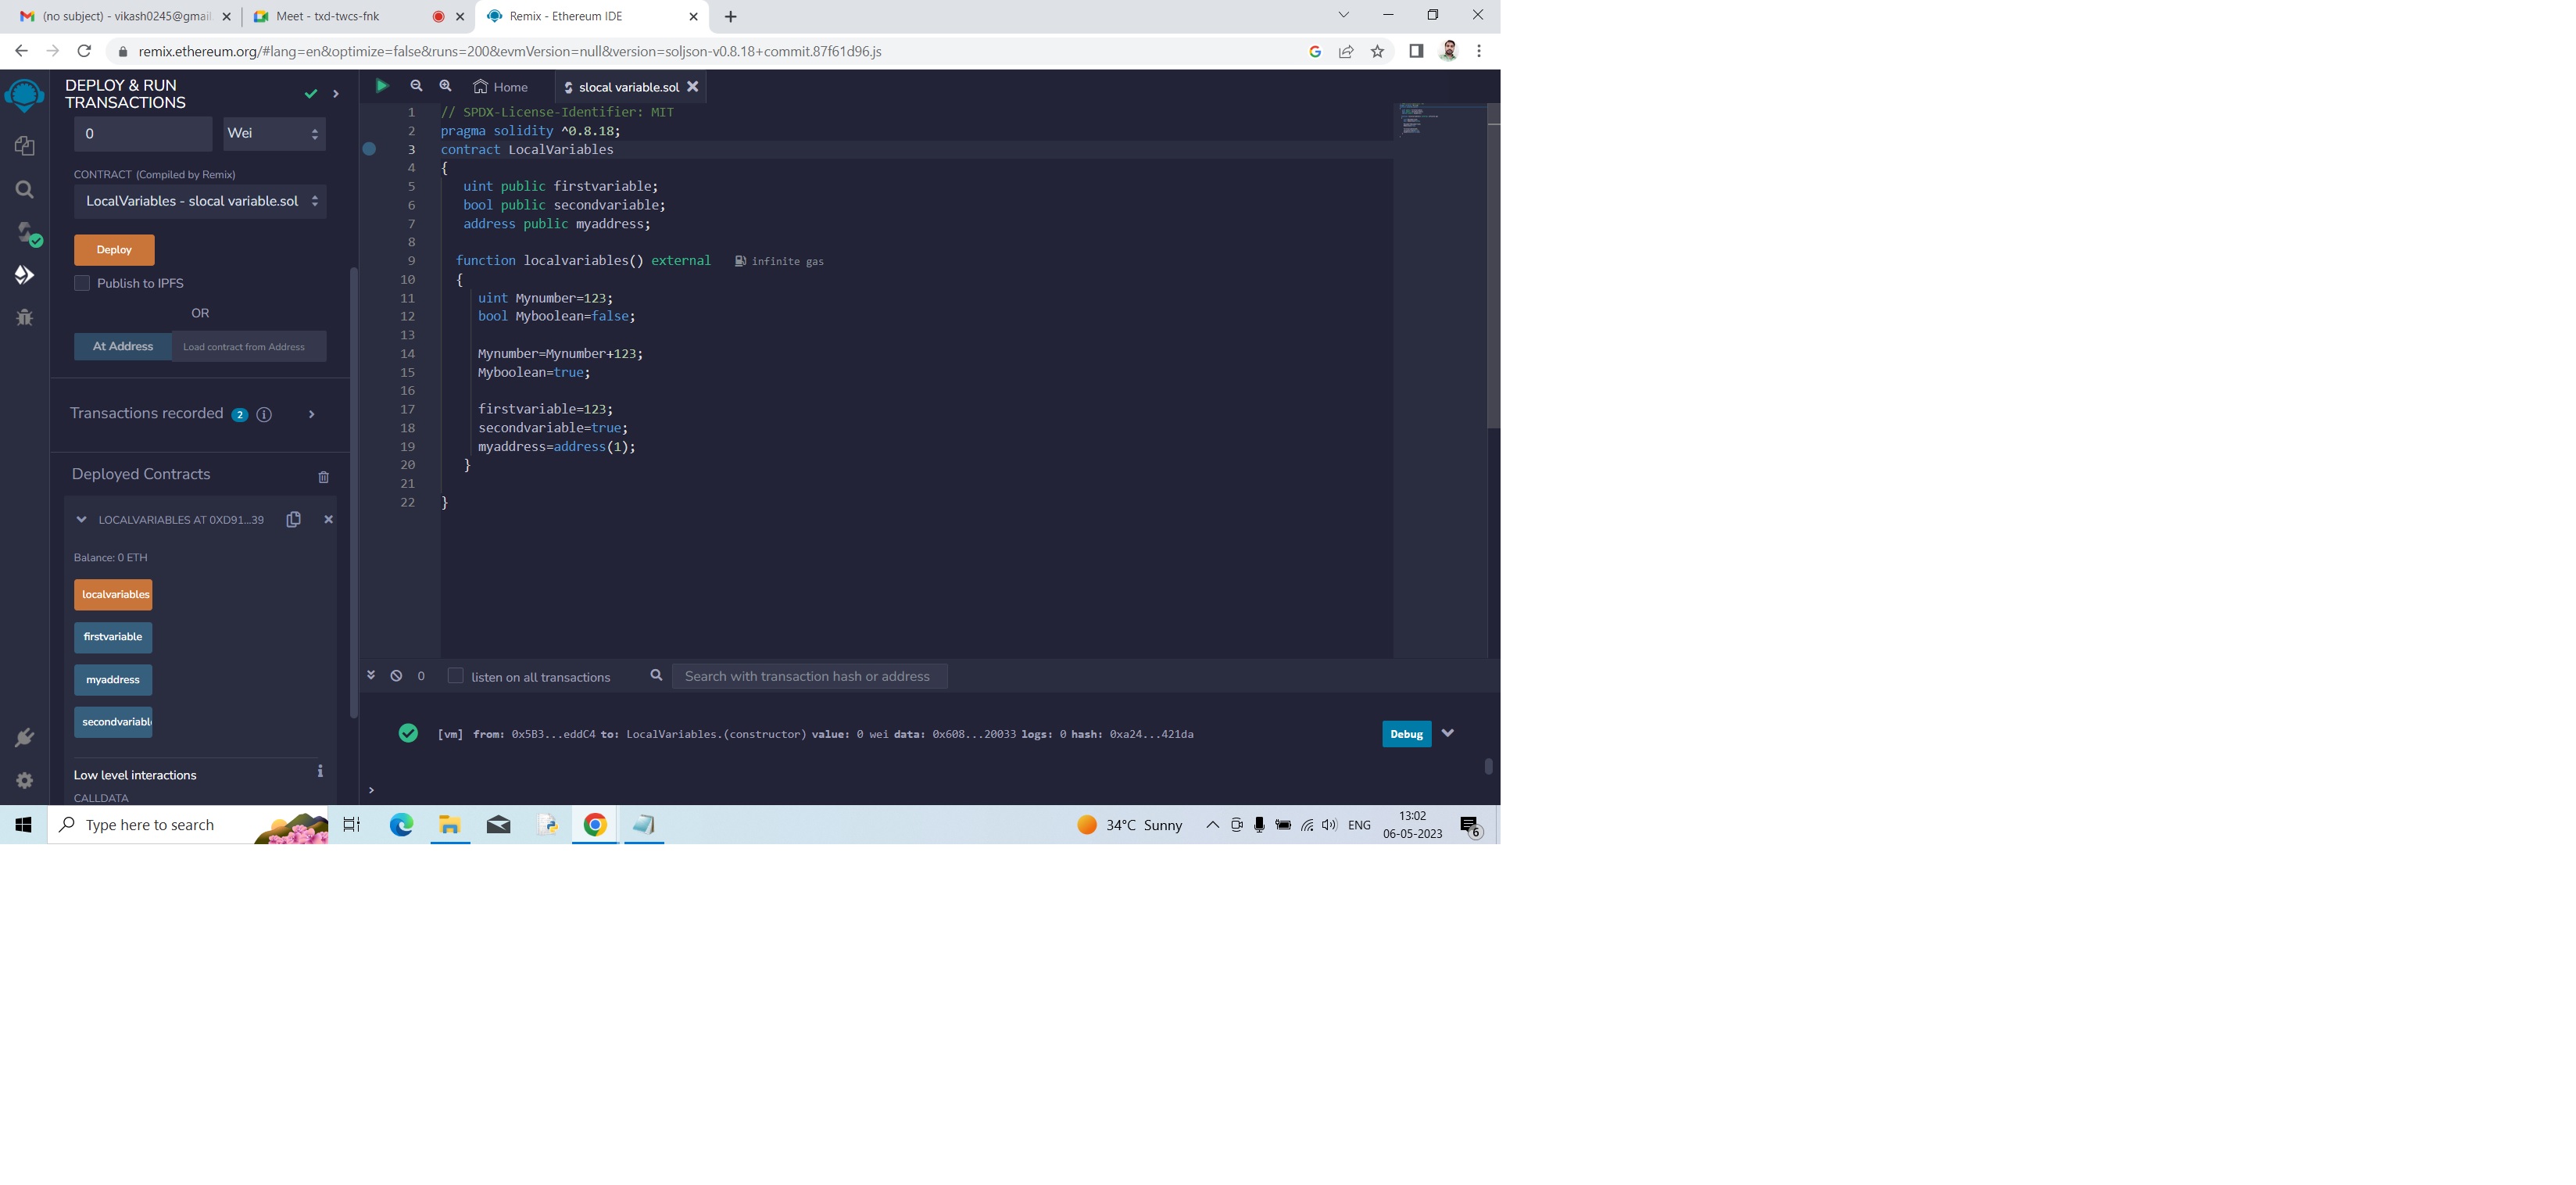 (no subject) - vikash0245@gmail
Meet - txd-twcs-fnk
Remix - Ethereum IDE
remix.ethereum.org/#lang=en&optimize=false&runs=200&evmVersion=null&version=soljson-v0.8.18+commit.87f61d96.js
DEPLOY & RUN
TRANSACTIONS
0 Wei
CONTRACT (Compiled by Remix)
LocalVariables - slocal variable.sol
Deploy
Publish to IPFS
OR
At Address Load contract from Address
Transactions recorded 2 i
Deployed Contracts
LOCALVARIABLES AT 0XD91...39
Balance: 0 ETH
localvariables
firstvariable
myaddress
secondvariabl
Low level interactions i
CALLDATA
Home slocal variable.sol
1 // SPDX-License-Identifier: MIT
2 pragma solidity ^0.8.18;
3 contract LocalVariables
4 {
5 uint public firstvariable;
6 bool public secondvariable;
7 address public myaddress;
8
9 function localvariables() external infinite gas
10 {
11 uint Mynumber=123;
12 bool Myboolean=false;
13
14 Mynumber=Mynumber+123;
15 Myboolean=true;
16
17 firstvariable=123;
18 secondvariable=true;
19 myaddress=address(1);
20 }
21
22 }
0 listen on all transactions Search with transaction hash or address
[vm] from: 0x5B3...eddC4 to: LocalVariables.(constructor) value: 0 wei data: 0x608...20033 logs: 0 hash: 0xa24...421da
Debug
>
Type here to search
34°C Sunny
ENG
13:02
06-05-2023
6